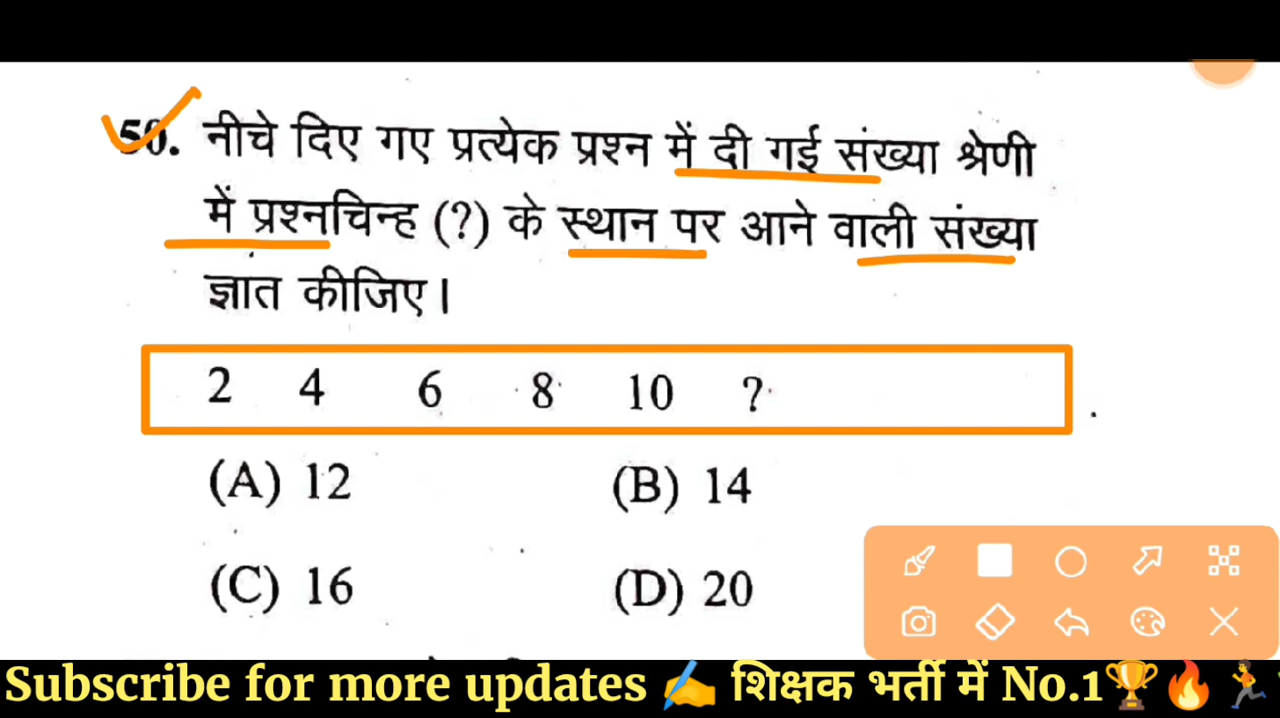 50. नीचे दिए गए प्रत्येक प्रश्न में दी गई संख्या श्रेणी
में प्रश्नचिन्ह (?) के स्थान पर आने वाली संख्या
ज्ञात कीजिए।
2 4 6 8 10 ?
(A) 12 (B) 14
(C) 16 (D) 20
Subscribe for more updates ✍️ शिक्षक भर्ती में No.1🏆🔥🏃